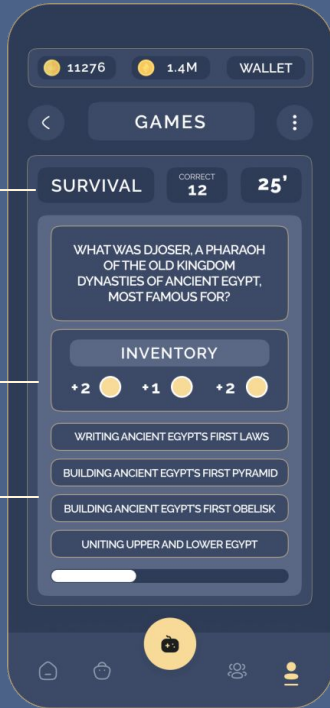 11276 1.4M WALLET
GAMES
SURVIVAL CORRECT 12 25’
WHAT WAS DJOSER, A PHARAOH
OF THE OLD KINGDOM
DYNASTIES OF ANCIENT EGYPT,
MOST FAMOUS FOR?
INVENTORY
+2 +1 +2
WRITING ANCIENT EGYPT'S FIRST LAWS
BUILDING ANCIENT EGYPT'S FIRST PYRAMID
BUILDING ANCIENT EGYPT'S FIRST OBELISK
UNITING UPPER AND LOWER EGYPT